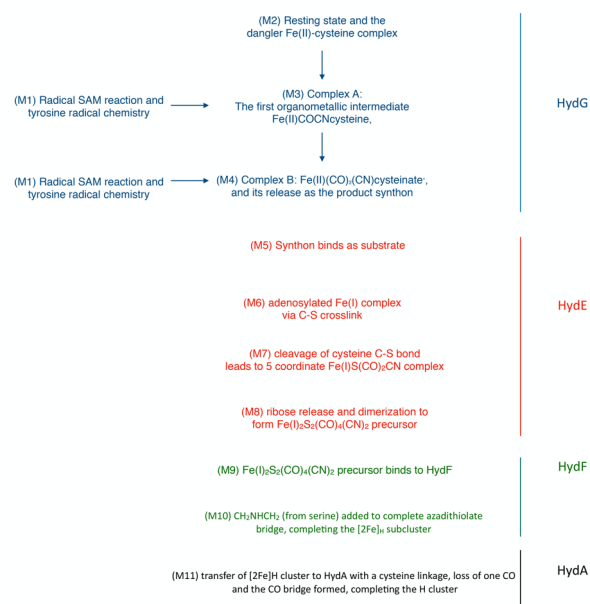 (M2) Resting state and the
dangler Fe(II)-cysteine complex
(M1) Radical SAM reaction and
tyrosine radical chemistry
(M3) Complex A:
The first organometallic intermediate
Fe(II)COCNcysteine,
HydG
(M1) Radical SAM reaction and
tyrosine radical chemistry
(M4) Complex B: Fe(II)(CO)₂(CN)cysteinate⁻,
and its release as the product synthon
(M5) Synthon binds as substrate
(M6) adenosylated Fe(I) complex
via C-S crosslink
HydE
(M7) cleavage of cysteine C-S bond
leads to 5 coordinate Fe(I)S(CO)₂CN complex
(M8) ribose release and dimerization to
form Fe(I)₂S₂(CO)₄(CN)₂ precursor
(M9) Fe(I)₂S₂(CO)₄(CN)₂ precursor binds to HydF
HydF
(M10) CH₂NHCH₂ (from serine) added to complete azadithiolate
bridge, completing the [2Fe]H subcluster
(M11) transfer of [2Fe]H cluster to HydA with a cysteine linkage, loss of one CO
and the CO bridge formed, completing the H cluster
HydA